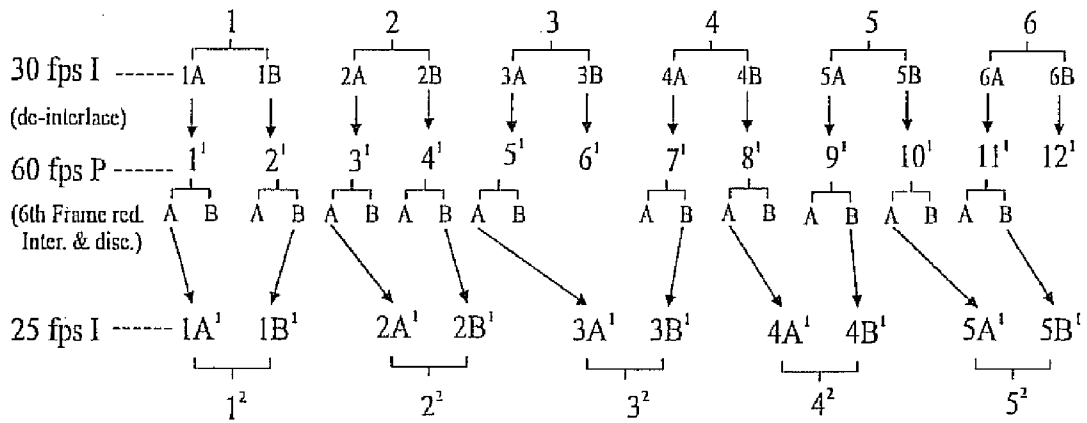 1 2 3 4 5 6
30 fps I ------ 1A 1B 2A 2B 3A 3B 4A 4B 5A 5B 6A 6B
(de-interlace)
60 fps P ----- 1¹ 2¹ 3¹ 4¹ 5¹ 6¹ 7¹ 8¹ 9¹ 10¹ 11¹ 12¹
(6th Frame red. A B A B A B A B A B A B A B A B A B A B
Inter. & disc.)
25 fps I ------ 1A¹ 1B¹ 2A¹ 2B¹ 3A¹ 3B¹ 4A¹ 4B¹ 5A¹ 5B¹
1² 2² 3² 4² 5²